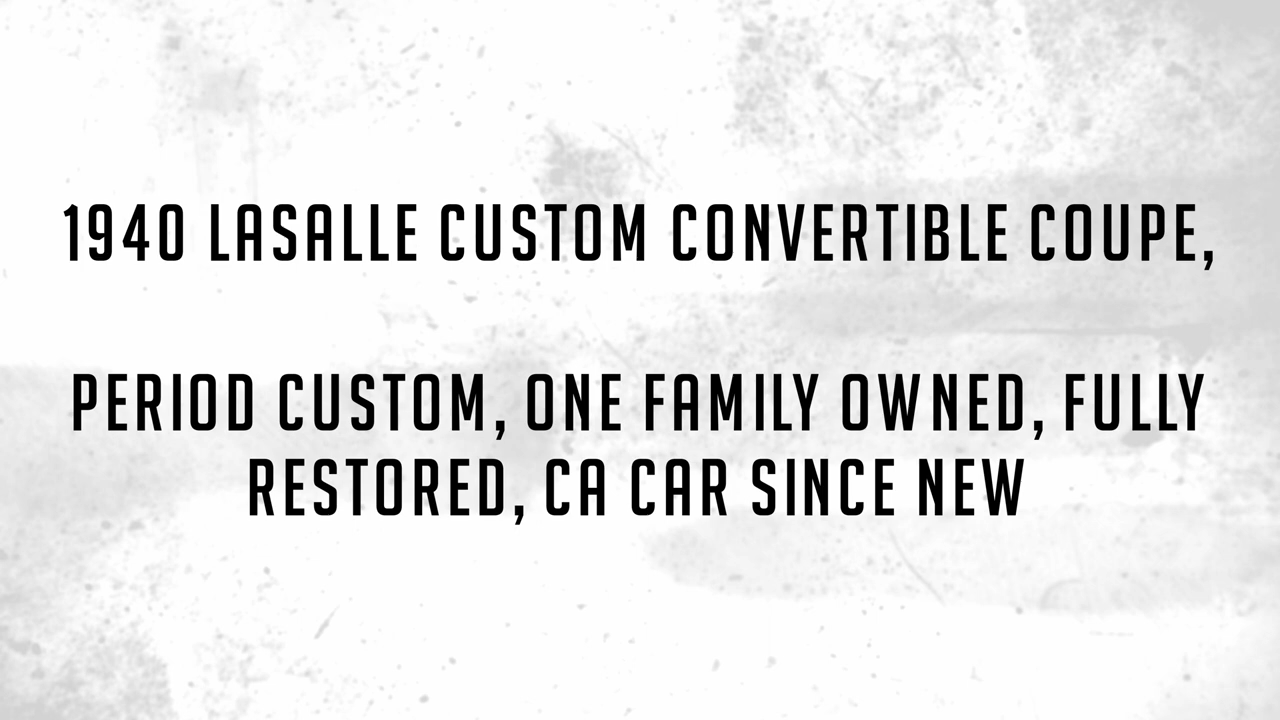 1940 LASALLE CUSTOM CONVERTIBLE COUPE,
PERIOD CUSTOM, ONE FAMILY OWNED, FULLY
RESTORED, CA CAR SINCE NEW